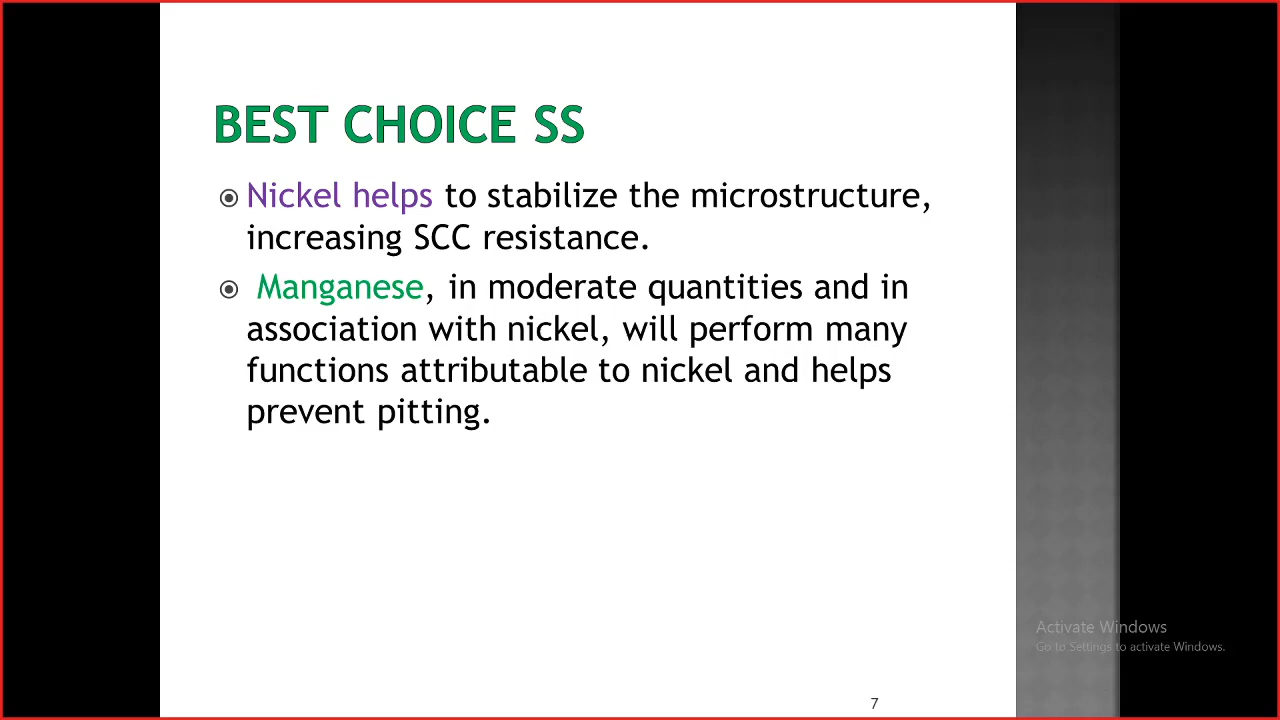 BEST CHOICE SS
Nickel helps to stabilize the microstructure,
increasing SCC resistance.
Manganese, in moderate quantities and in
association with nickel, will perform many
functions attributable to nickel and helps
prevent pitting.
Activate Windows
Go to Settings to activate Windows.
7